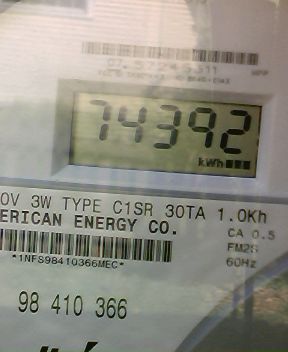 74392
kWh
0V 3W TYPE C1SR 30TA 1.0Kh
ERICAN ENERGY CO.
CA 0.5
FM2S
*1NFS98410366MEC*
60Hz
98 410 366